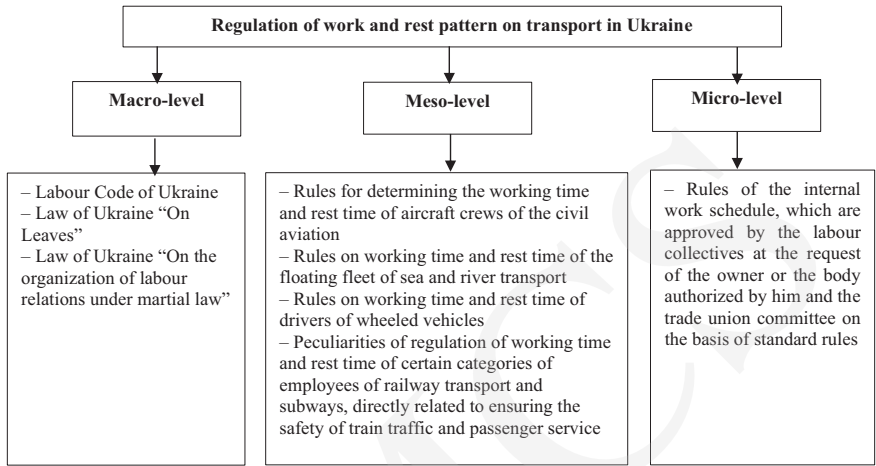 Regulation of work and rest pattern on transport in Ukraine
Macro-level
Meso-level
Micro-level
– Labour Code of Ukraine
– Law of Ukraine “On
Leaves”
– Law of Ukraine “On the
organization of labour
relations under martial law”
– Rules for determining the working time
and rest time of aircraft crews of the civil
aviation
– Rules on working time and rest time of the
floating fleet of sea and river transport
– Rules on working time and rest time of
drivers of wheeled vehicles
– Peculiarities of regulation of working time
and rest time of certain categories of
employees of railway transport and
subways, directly related to ensuring the
safety of train traffic and passenger service
– Rules of the internal
work schedule, which are
approved by the labour
collectives at the request
of the owner or the body
authorized by him and the
trade union committee on
the basis of standard rules